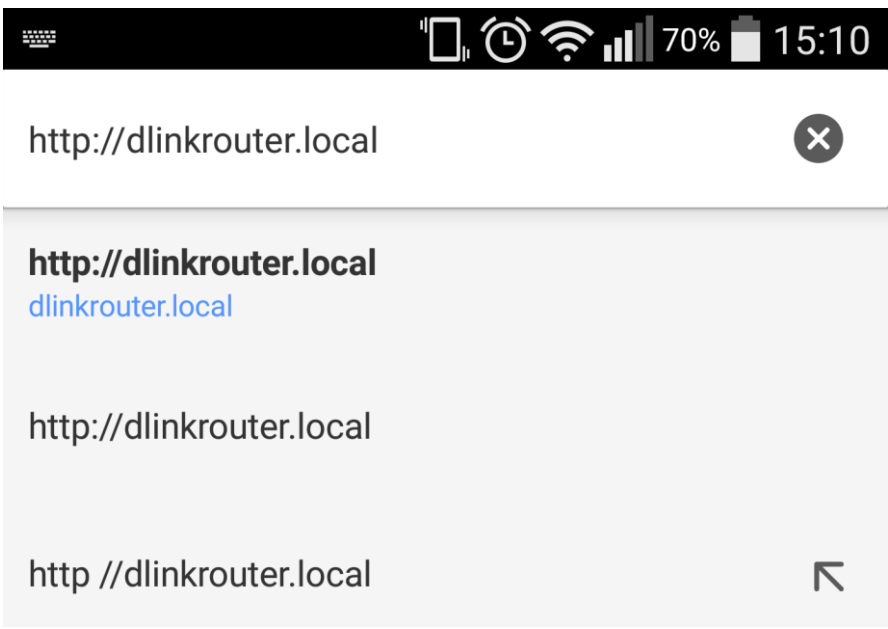 70% 15:10
http://dlinkrouter.local
http://dlinkrouter.local
dlinkrouter.local
http://dlinkrouter.local
http //dlinkrouter.local